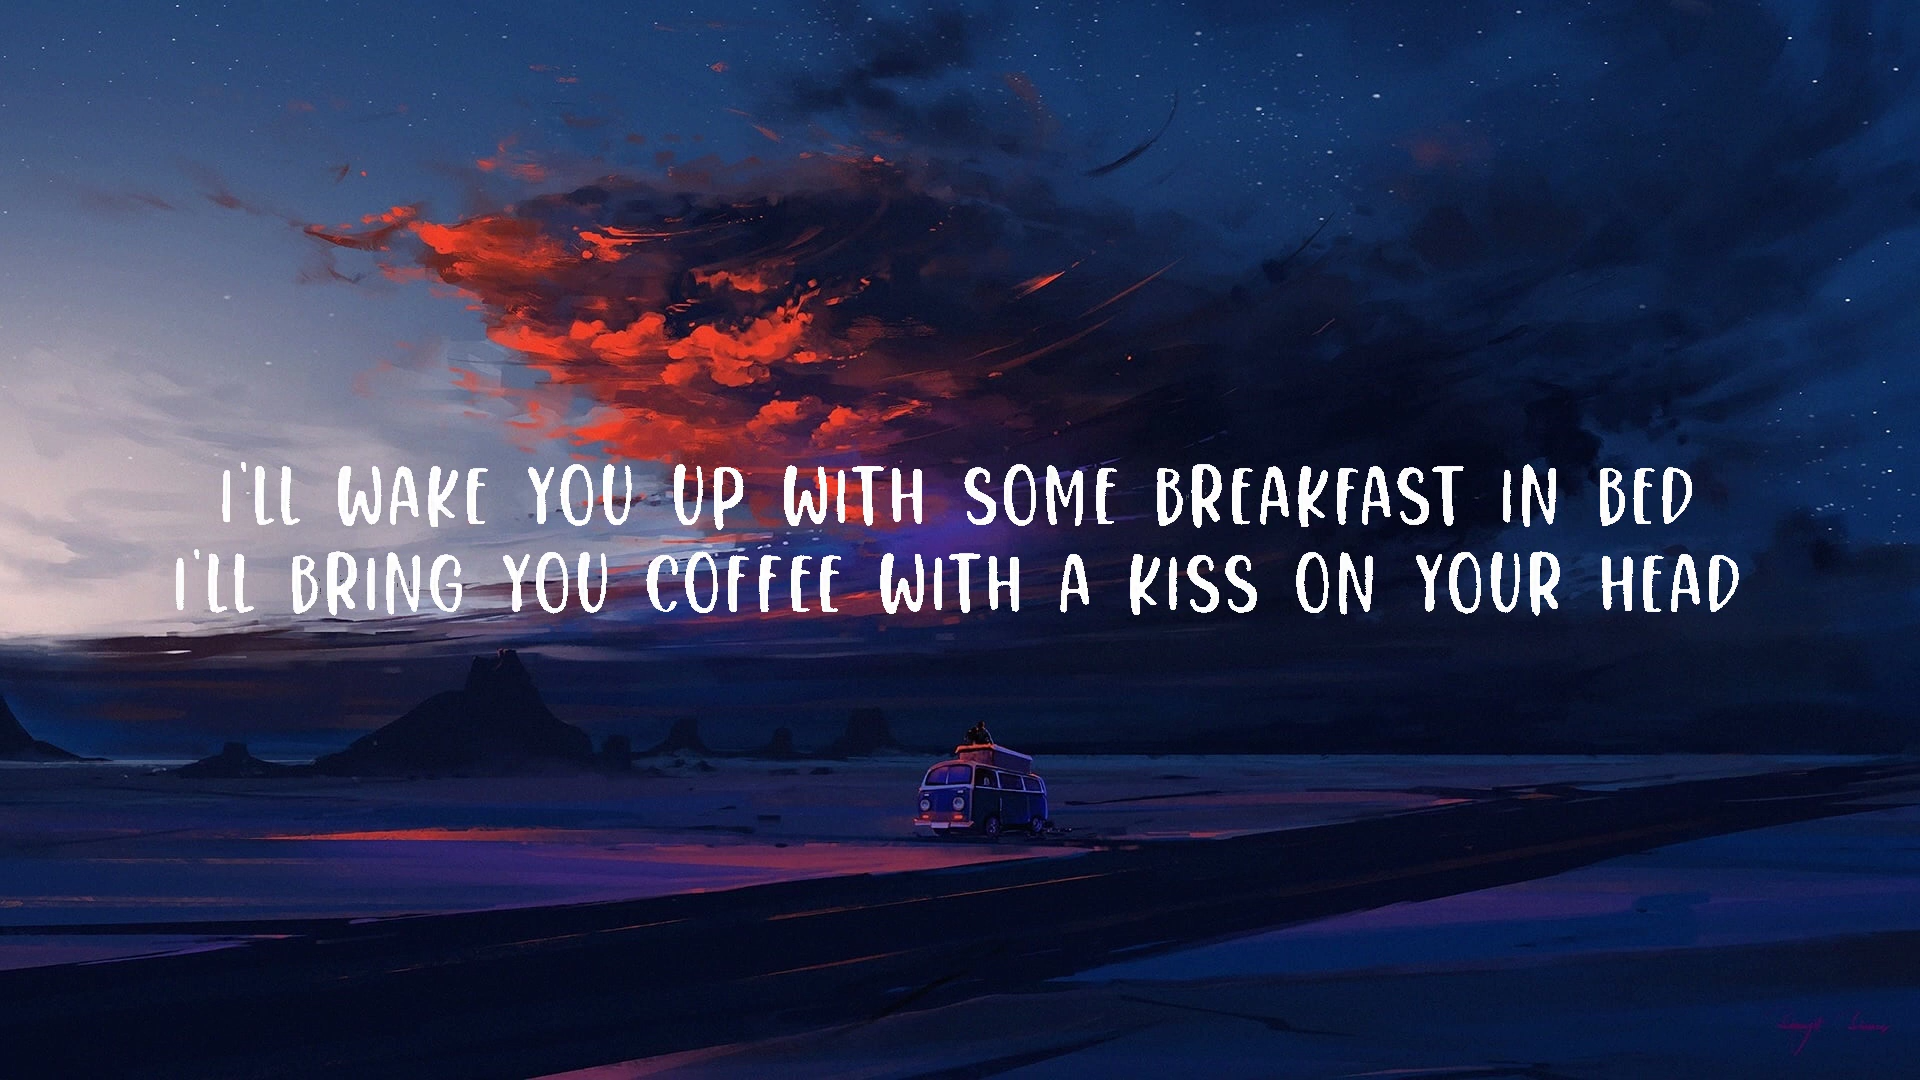 I'LL WAKE YOU UP WITH SOME BREAKFAST IN BED
I'LL BRING YOU COFFEE WITH A KISS ON YOUR HEAD